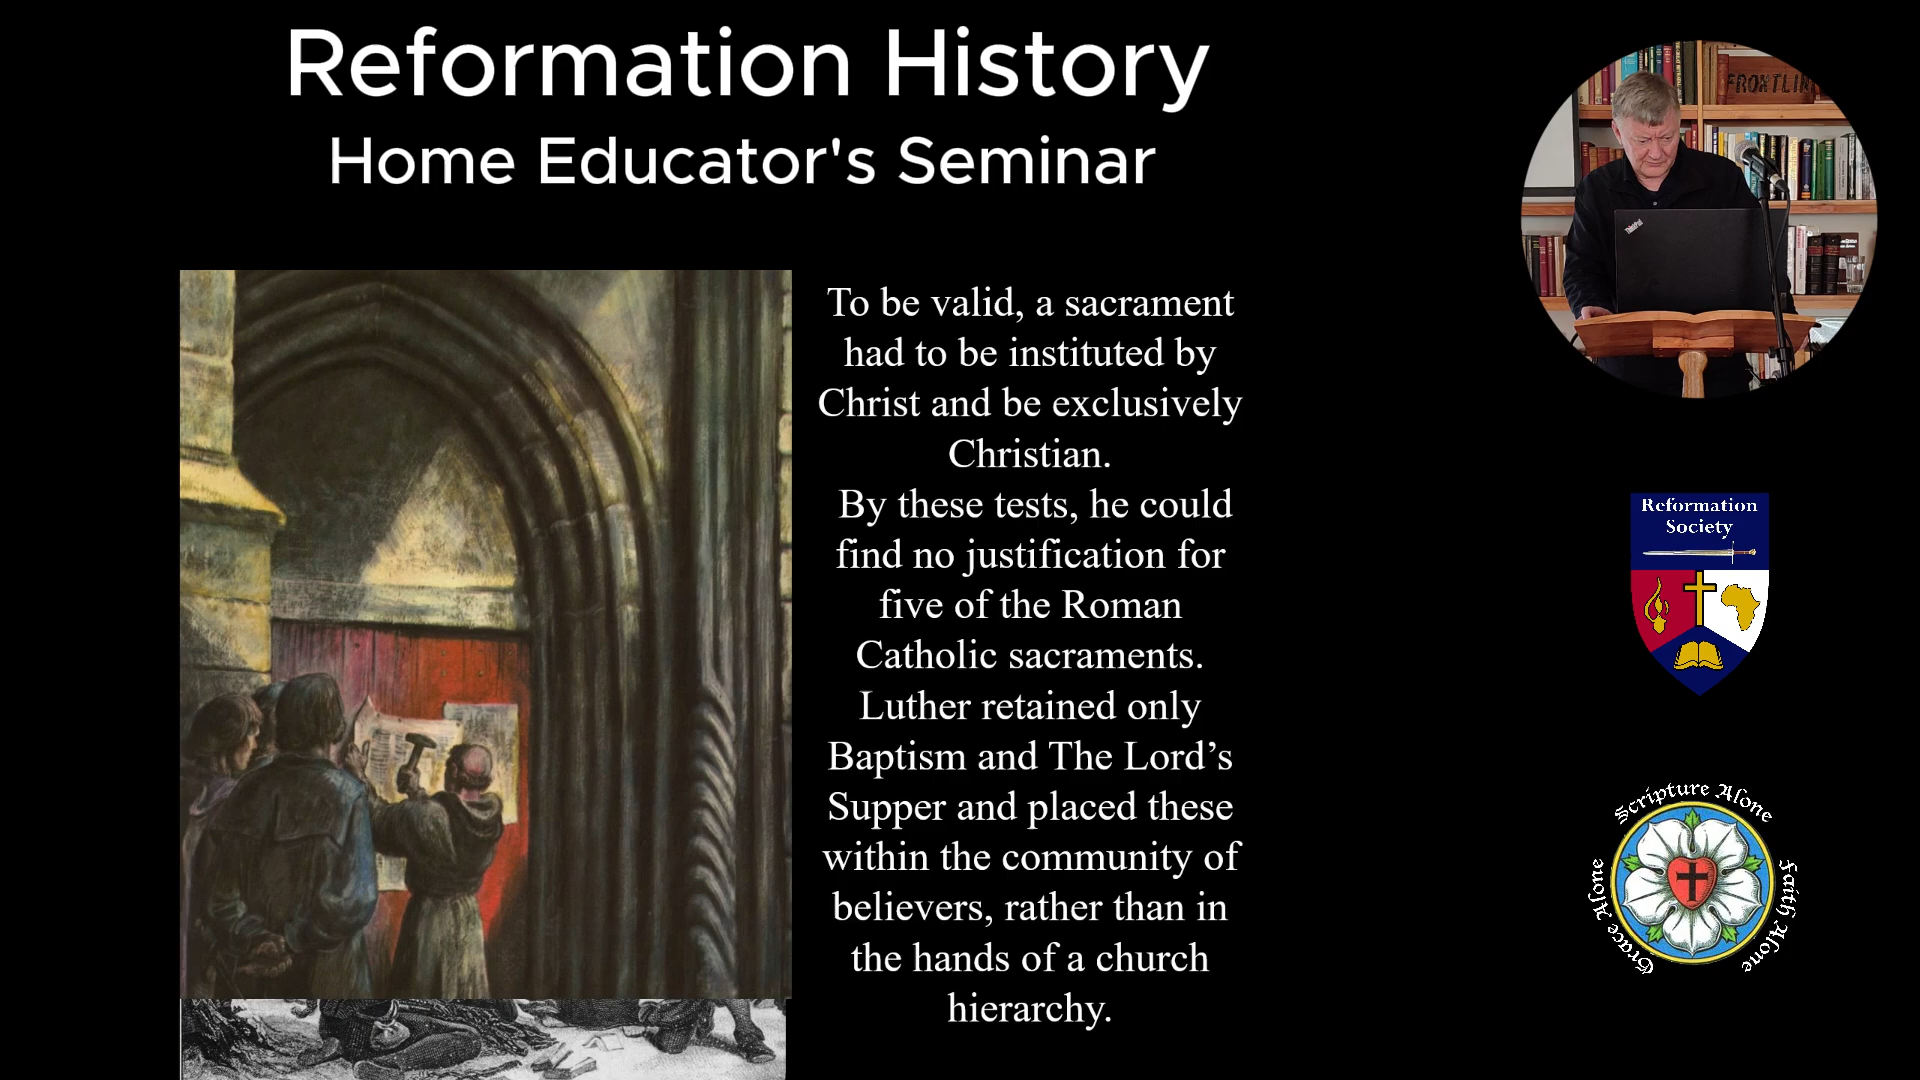 Reformation History
Home Educator's Seminar
To be valid, a sacrament
had to be instituted by
Christ and be exclusively
Christian.
By these tests, he could
find no justification for
five of the Roman
Catholic sacraments.
Luther retained only
Baptism and The Lord’s
Supper and placed these
within the community of
believers, rather than in
the hands of a church
hierarchy.
FRONTLIN
ThinkPad
Reformation
Society
Scripture Alone
Faith Alone
Grace Alone